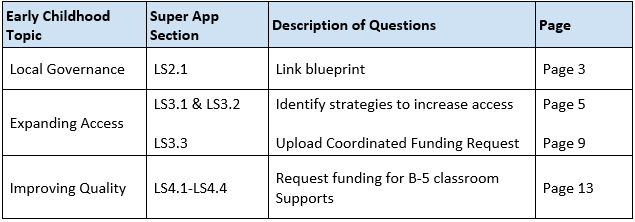 Early Childhood Topic | Super App Section | Description of Questions | Page
Local Governance | LS2.1 | Link blueprint | Page 3
Expanding Access | LS3.1 & LS3.2 | Identify strategies to increase access | Page 5
LS3.3 | Upload Coordinated Funding Request | Page 9
Improving Quality | LS4.1-LS4.4 | Request funding for B-5 classroom Supports | Page 13